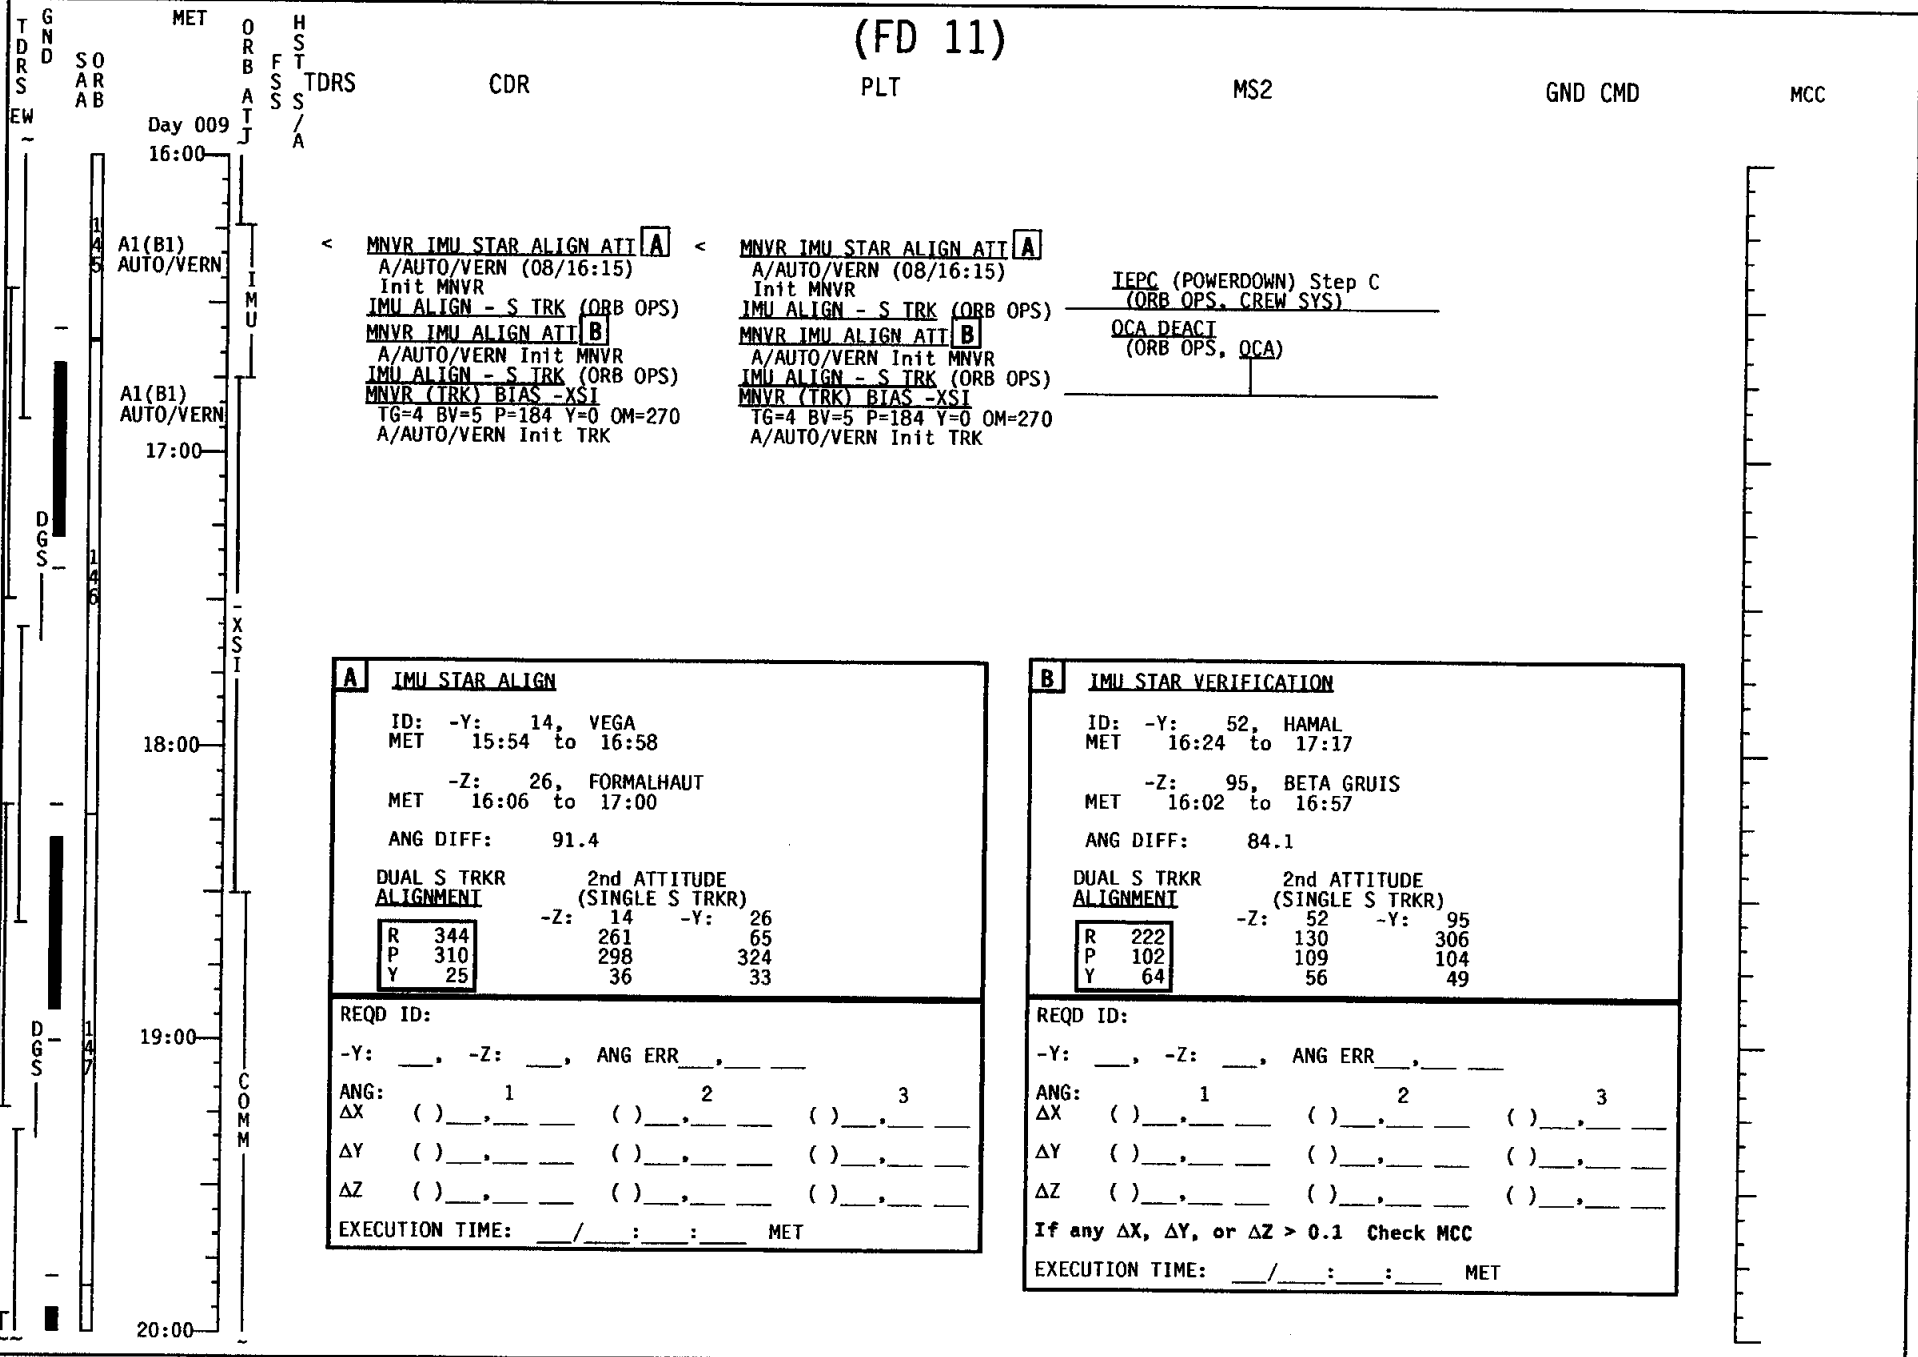 (FD 11)
TDRS EW
GND
SAA
ORB
MET
ORB ATT
FSS
HST S/A
TDRS
CDR
PLT
MS2
GND CMD
MCC
~
Day 009
16:00
145
A1(B1)
AUTO/VERN
IMU
A1(B1)
AUTO/VERN
17:00
DGS
146
-XSI
18:00
DGS
147
19:00
COMM
20:00
~
~~
< MNVR IMU STAR ALIGN ATT A
A/AUTO/VERN (08/16:15)
Init MNVR
IMU ALIGN - S TRK (ORB OPS)
MNVR IMU ALIGN ATT B
A/AUTO/VERN Init MNVR
IMU ALIGN - S TRK (ORB OPS)
MNVR (TRK) BIAS -XSI
TG=4 BV=5 P=184 Y=0 OM=270
A/AUTO/VERN Init TRK
< MNVR IMU STAR ALIGN ATT A
A/AUTO/VERN (08/16:15)
Init MNVR
IMU ALIGN - S TRK (ORB OPS)
MNVR IMU ALIGN ATT B
A/AUTO/VERN Init MNVR
IMU ALIGN - S TRK (ORB OPS)
MNVR (TRK) BIAS -XSI
TG=4 BV=5 P=184 Y=0 OM=270
A/AUTO/VERN Init TRK
TEPC (POWERDOWN) Step C
(ORB OPS, CREW SYS)
OCA DEACT
(ORB OPS, OCA)
A IMU STAR ALIGN
ID: -Y: 14, VEGA
MET 15:54 to 16:58
-Z: 26, FORMALHAUT
MET 16:06 to 17:00
ANG DIFF: 91.4
DUAL S TRKR 2nd ATTITUDE
ALIGNMENT (SINGLE S TRKR)
-Z: 14 -Y: 26
R 344 261 65
P 310 298 324
Y 25 36 33
REQD ID:
-Y: ___, -Z: ___, ANG ERR___,___ ___
ANG: 1 2 3
ΔX ( )___,___ ___ ( )___,___ ___ ( )___,___ ___
ΔY ( )___,___ ___ ( )___,___ ___ ( )___,___ ___
ΔZ ( )___,___ ___ ( )___,___ ___ ( )___,___ ___
EXECUTION TIME: ___/____:____:____ MET
B IMU STAR VERIFICATION
ID: -Y: 52, HAMAL
MET 16:24 to 17:17
-Z: 95, BETA GRUIS
MET 16:02 to 16:57
ANG DIFF: 84.1
DUAL S TRKR 2nd ATTITUDE
ALIGNMENT (SINGLE S TRKR)
-Z: 52 -Y: 95
R 222 130 306
P 102 109 104
Y 64 56 49
REQD ID:
-Y: ___, -Z: ___, ANG ERR___,___ ___
ANG: 1 2 3
ΔX ( )___,___ ___ ( )___,___ ___ ( )___,___ ___
ΔY ( )___,___ ___ ( )___,___ ___ ( )___,___ ___
ΔZ ( )___,___ ___ ( )___,___ ___ ( )___,___ ___
If any ΔX, ΔY, or ΔZ > 0.1 Check MCC
EXECUTION TIME: ___/____:____:____ MET